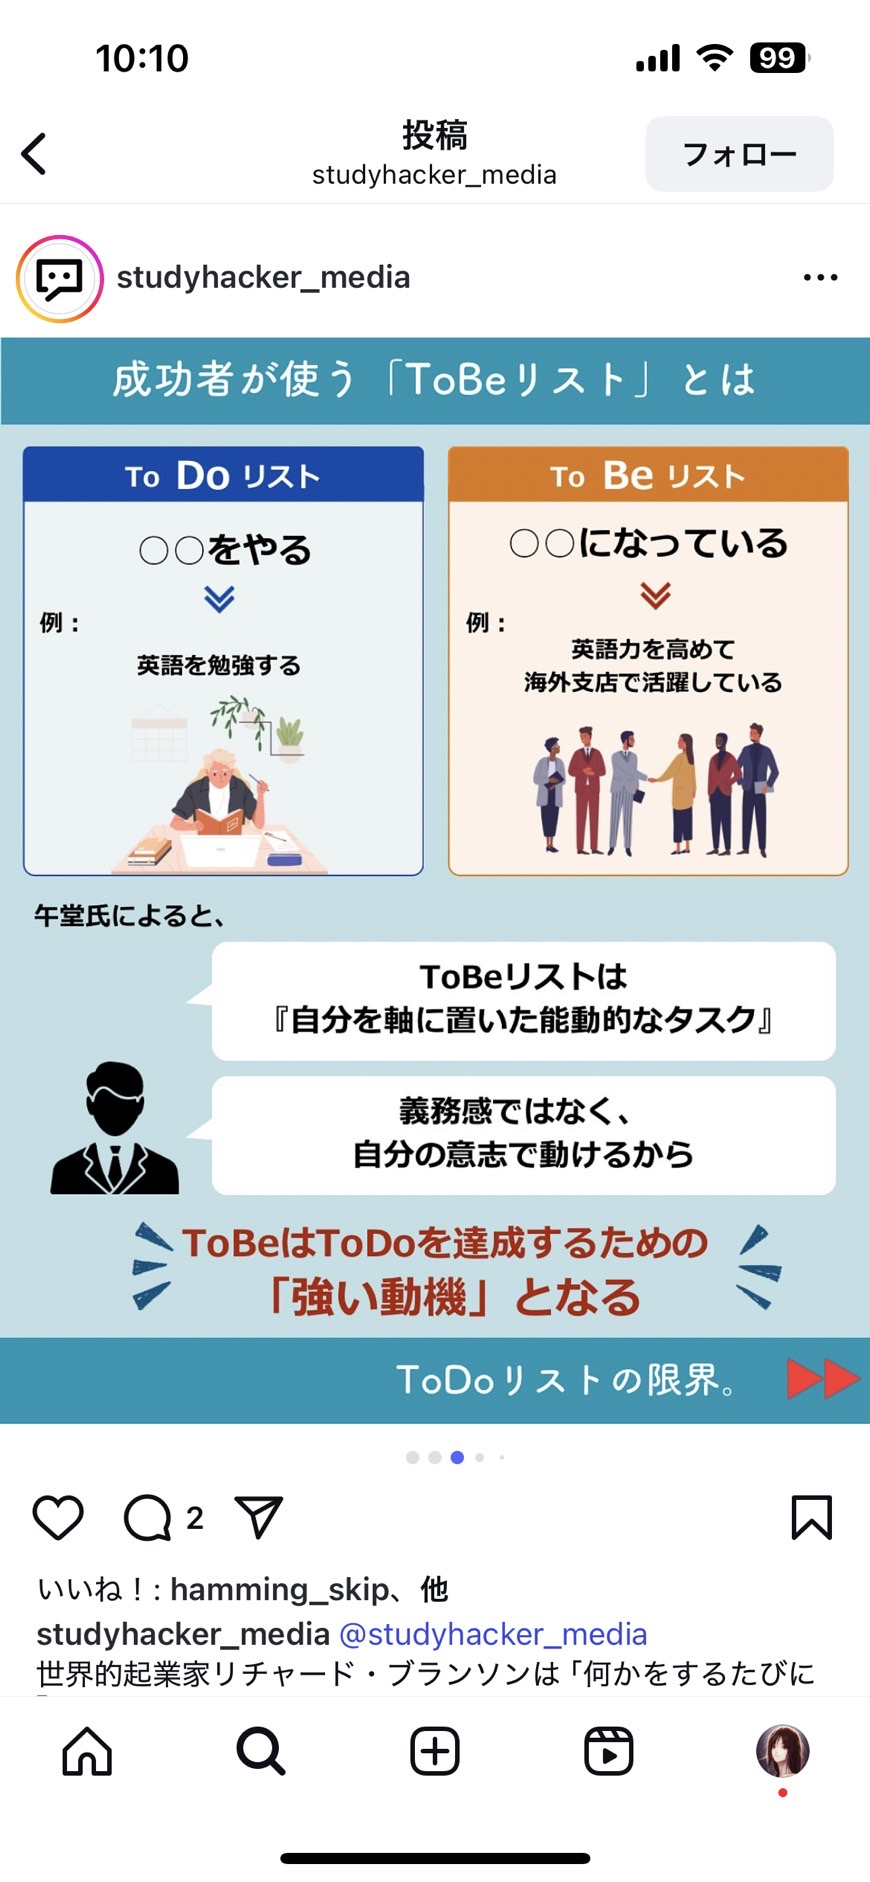 10:10
99
投稿
studyhacker_media
フォロー
studyhacker_media
成功者が使う「ToBeリスト」とは
To Do リスト
○○をやる
例：
英語を勉強する
To Be リスト
○○になっている
例：
英語力を高めて
海外支店で活躍している
午堂氏によると、
ToBeリストは
『自分を軸に置いた能動的なタスク』
義務感ではなく、
自分の意志で動けるから
ToBeはToDoを達成するための
「強い動機」となる
ToDoリストの限界。
2
いいね！: hamming_skip、他
studyhacker_media @studyhacker_media
世界的起業家リチャード・ブランソンは「何かをするたびに